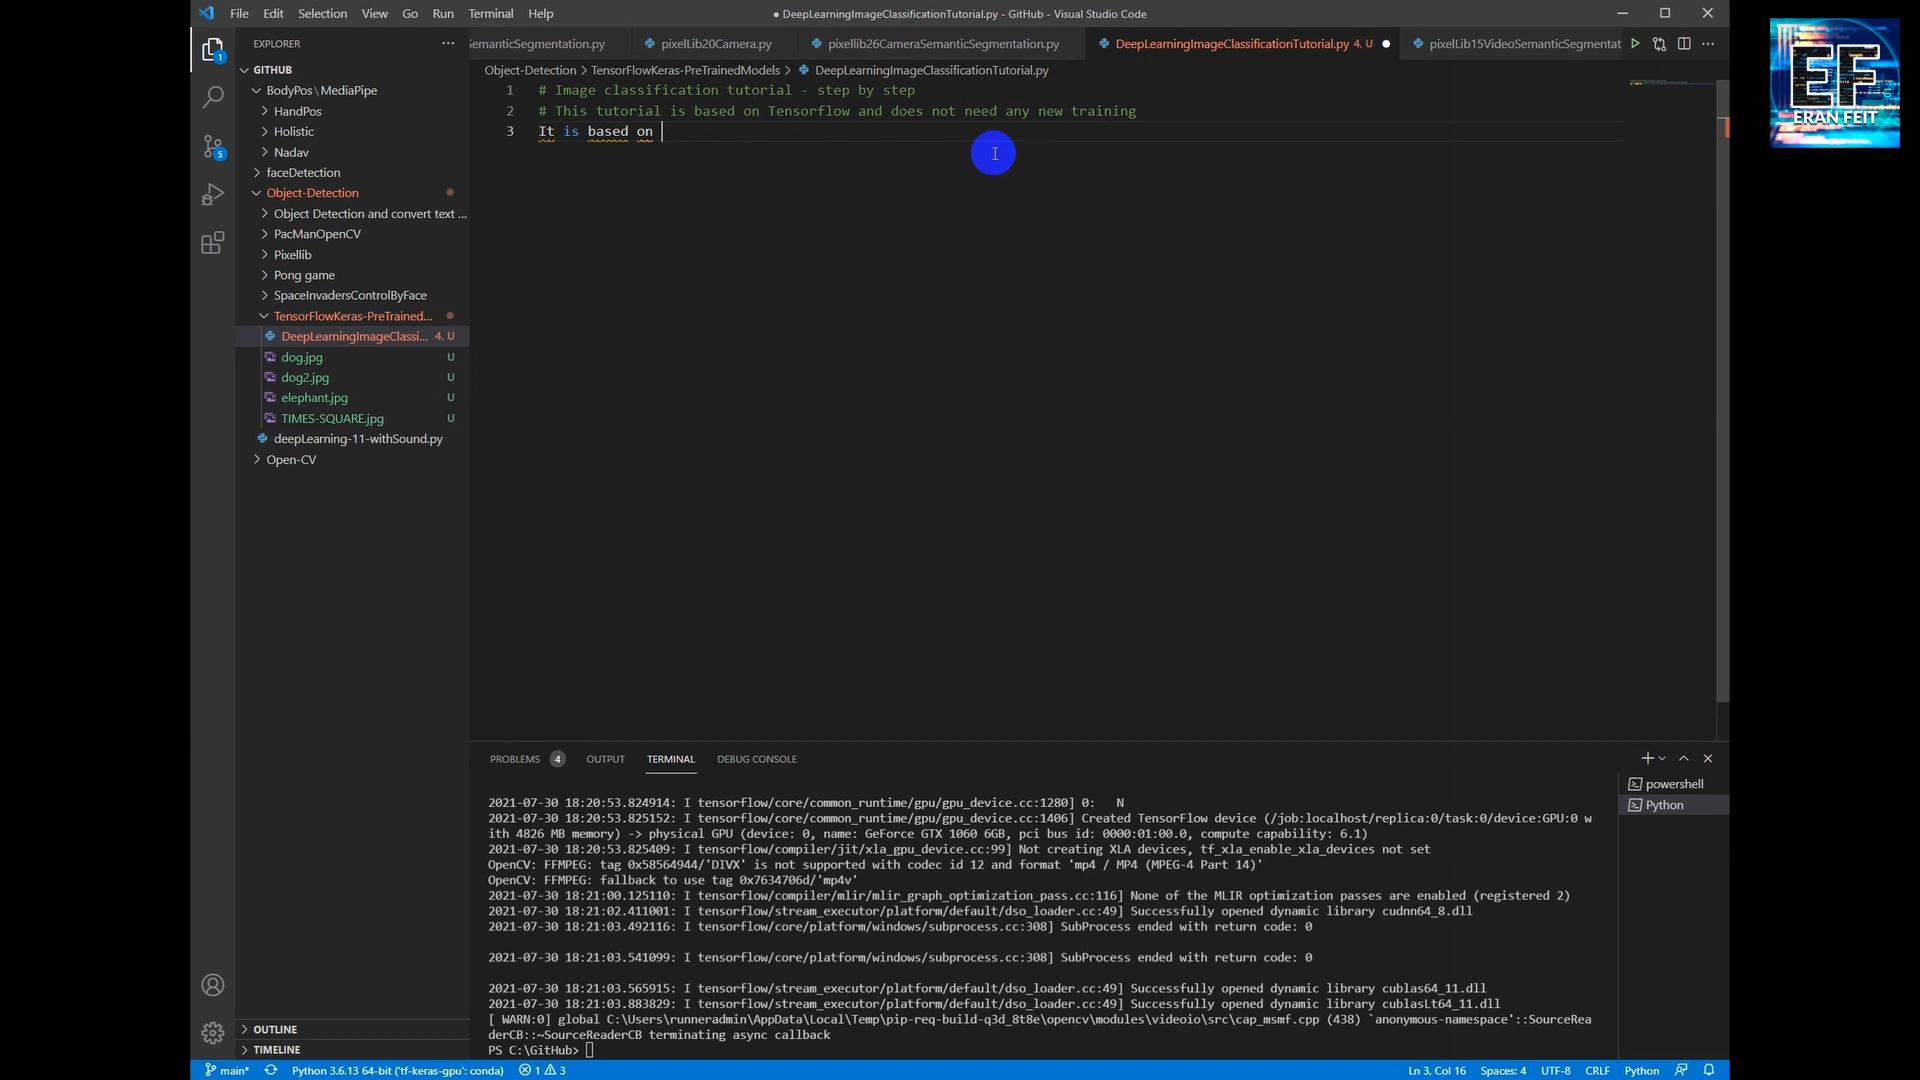 File Edit Selection View Go Run Terminal Help
● DeepLearningImageClassificationTutorial.py - GitHub - Visual Studio Code
EXPLORER
SemanticSegmentation.py
pixelLib20Camera.py
pixellib26CameraSemanticSegmentation.py
DeepLearningImageClassificationTutorial.py 4, U
pixelLib15VideoSemanticSegmentat
GITHUB
Object-Detection > TensorFlowKeras-PreTrainedModels > DeepLearningImageClassificationTutorial.py
BodyPos\MediaPipe
HandPos
Holistic
Nadav
faceDetection
Object-Detection
Object Detection and convert text ...
PacManOpenCV
Pixellib
Pong game
SpaceInvadersControlByFace
TensorFlowKeras-PreTrained...
DeepLearningImageClassi... 4, U
dog.jpg U
dog2.jpg U
elephant.jpg U
TIMES-SQUARE.jpg U
deepLearning-11-withSound.py
Open-CV
OUTLINE
TIMELINE
1 # Image classification tutorial - step by step
2 # This tutorial is based on Tensorflow and does not need any new training
3 It is based on
EF
ERAN FEIT
PROBLEMS 4 OUTPUT TERMINAL DEBUG CONSOLE
powershell
Python
2021-07-30 18:20:53.824914: I tensorflow/core/common_runtime/gpu/gpu_device.cc:1280] 0: N
2021-07-30 18:20:53.825152: I tensorflow/core/common_runtime/gpu/gpu_device.cc:1406] Created TensorFlow device (/job:localhost/replica:0/task:0/device:GPU:0 w
ith 4826 MB memory) -> physical GPU (device: 0, name: GeForce GTX 1060 6GB, pci bus id: 0000:01:00.0, compute capability: 6.1)
2021-07-30 18:20:53.825409: I tensorflow/compiler/jit/xla_gpu_device.cc:99] Not creating XLA devices, tf_xla_enable_xla_devices not set
OpenCV: FFMPEG: tag 0x58564944/'DIVX' is not supported with codec id 12 and format 'mp4 / MP4 (MPEG-4 Part 14)'
OpenCV: FFMPEG: fallback to use tag 0x7634706d/'mp4v'
2021-07-30 18:21:00.125110: I tensorflow/compiler/mlir/mlir_graph_optimization_pass.cc:116] None of the MLIR optimization passes are enabled (registered 2)
2021-07-30 18:21:02.411001: I tensorflow/stream_executor/platform/default/dso_loader.cc:49] Successfully opened dynamic library cudnn64_8.dll
2021-07-30 18:21:03.492116: I tensorflow/core/platform/windows/subprocess.cc:308] SubProcess ended with return code: 0
2021-07-30 18:21:03.541099: I tensorflow/core/platform/windows/subprocess.cc:308] SubProcess ended with return code: 0
2021-07-30 18:21:03.565915: I tensorflow/stream_executor/platform/default/dso_loader.cc:49] Successfully opened dynamic library cublas64_11.dll
2021-07-30 18:21:03.883829: I tensorflow/stream_executor/platform/default/dso_loader.cc:49] Successfully opened dynamic library cublasLt64_11.dll
[ WARN:0] global C:\Users\runneradmin\AppData\Local\Temp\pip-req-build-q3d_8t8e\opencv\modules\videoio\src\cap_msmf.cpp (438) `anonymous-namespace'::SourceRea
derCB::~SourceReaderCB terminating async callback
PS C:\GitHub>
main* Python 3.6.13 64-bit ('tf-keras-gpu': conda) 1 3
Ln 3, Col 16 Spaces: 4 UTF-8 CRLF Python